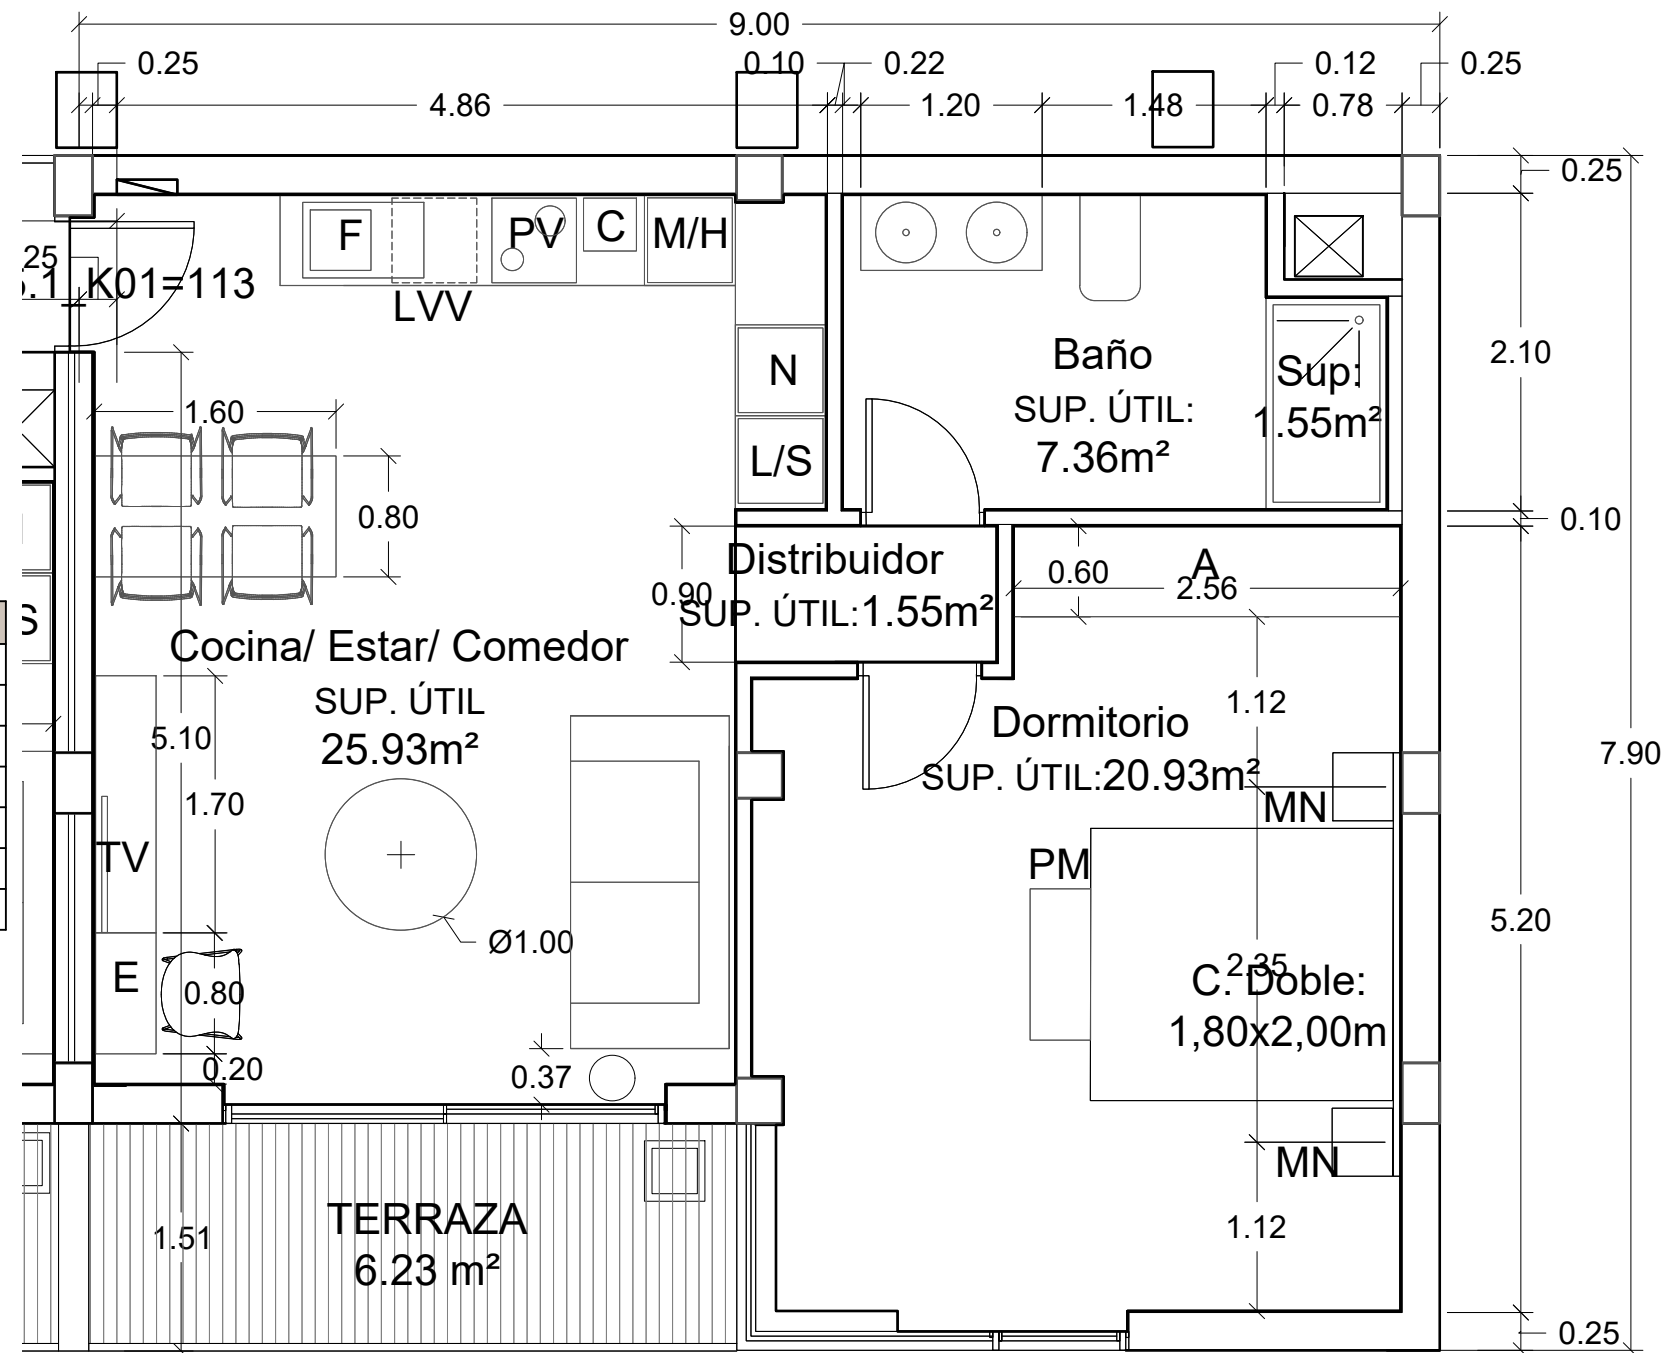 9.00
0.25
0.10
0.22
0.12
0.25
4.86
1.20
1.48
0.78
0.25
F
PV
C
M/H
25
K01=113
LVV
Baño
SUP. ÚTIL:
7.36m²
Sup:
1.55m²
2.10
N
1.60
L/S
0.80
0.10
Distribuidor
SUP. ÚTIL:1.55m²
0.90
A
0.60
2.56
S
Cocina/ Estar/ Comedor
SUP. ÚTIL
25.93m²
5.10
1.70
Dormitorio
SUP. ÚTIL:20.93m²
1.12
7.90
MN
TV
PM
Ø1.00
5.20
E
0.80
2.35
C. Doble:
1,80x2,00m
0.20
0.37
MN
TERRAZA
6.23 m²
1.51
1.12
0.25